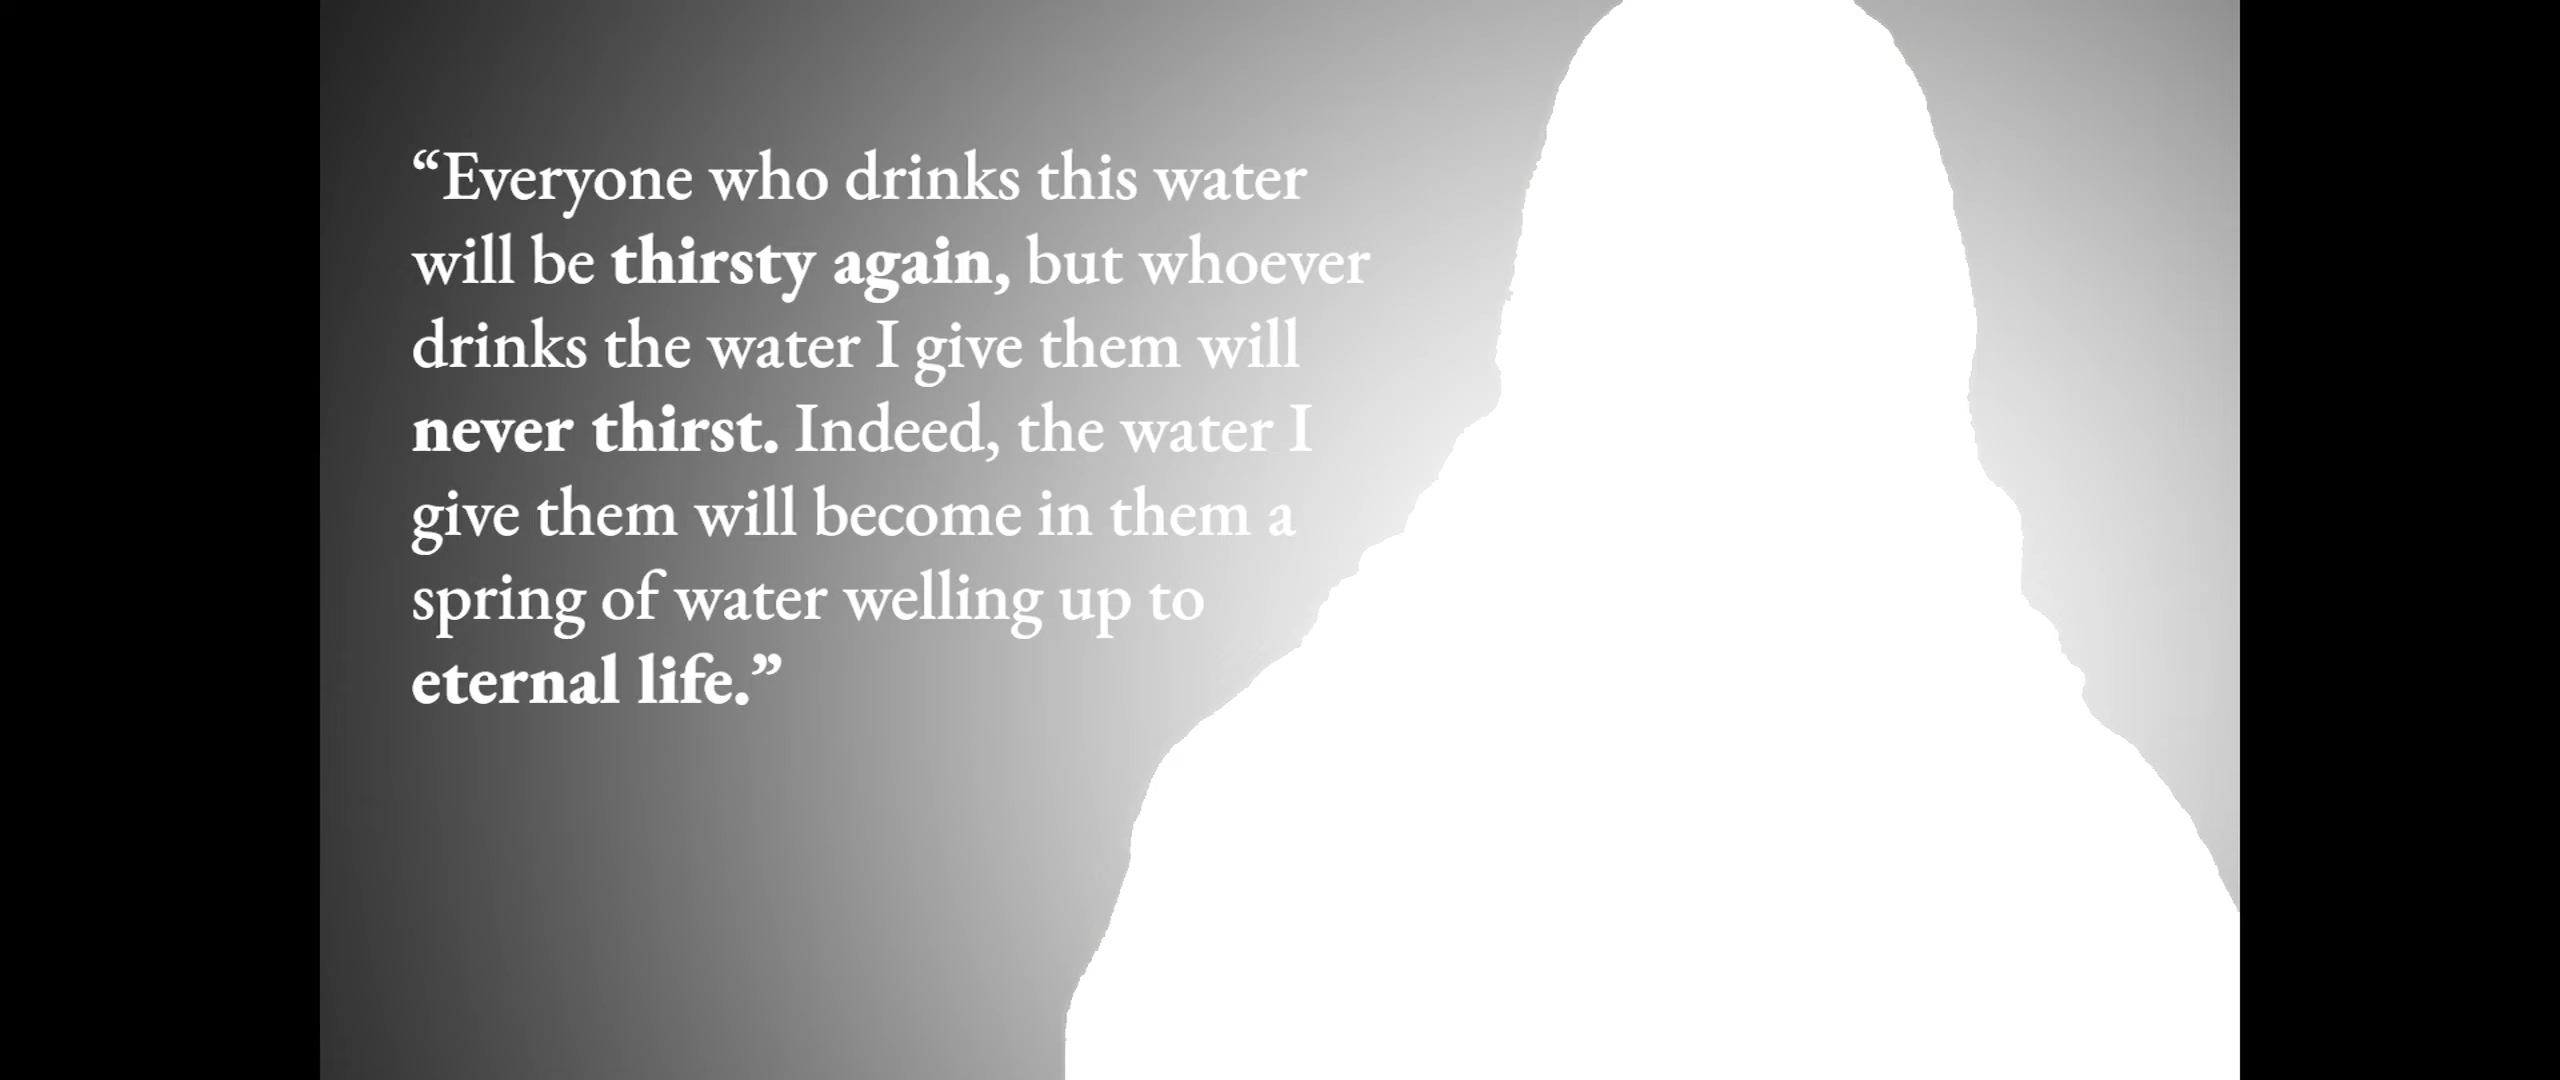 “Everyone who drinks this water
will be thirsty again, but whoever
drinks the water I give them will
never thirst. Indeed, the water I
give them will become in them a
spring of water welling up to
eternal life.”